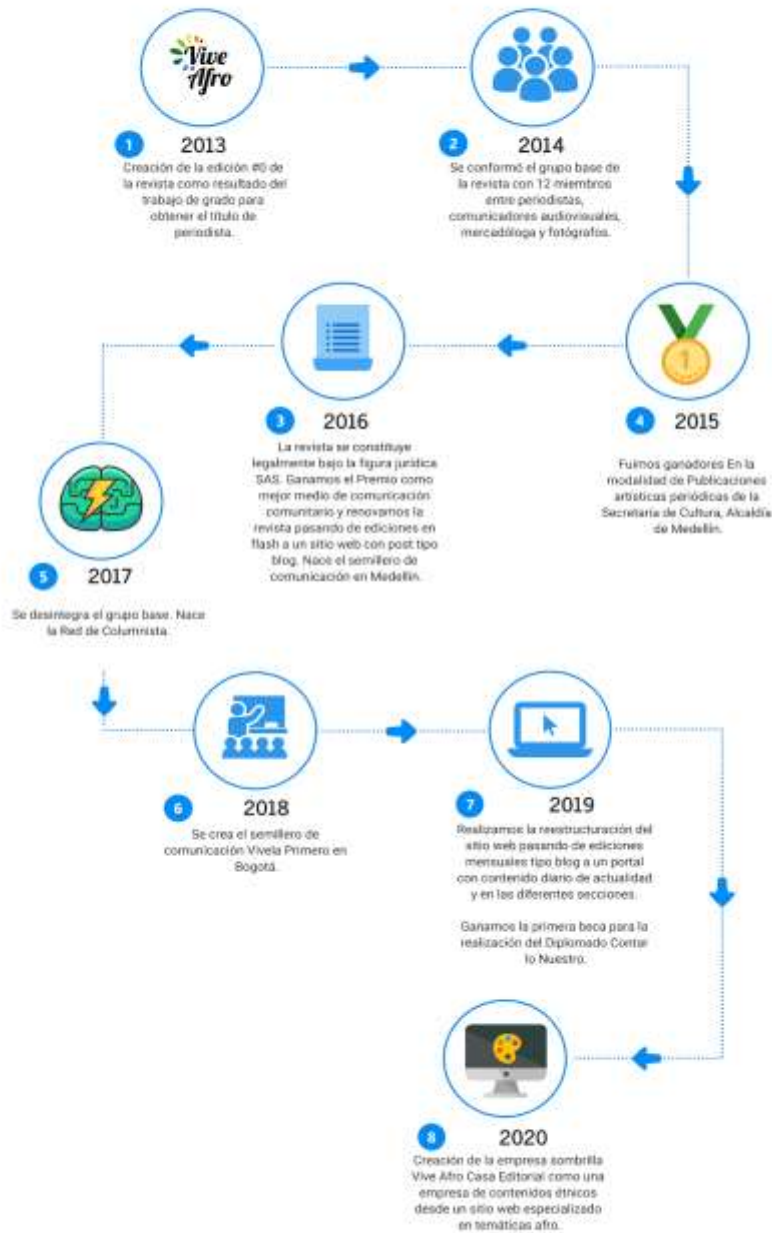 Vive
Afro
1
2013
Creación de la edición #0 de
la revista como resultado del
trabajo de grado para
obtener el título de
periodista.
2
2014
Se conformó el grupo base de
la revista con 12 miembros
entre periodistas,
comunicadores audiovisuales,
mercadóloga y fotógrafos.
4
2015
Fuimos ganadores En la
modalidad de Publicaciones
artísticas periódicas de la
Secretaría de Cultura, Alcaldía
de Medellín.
3
2016
La revista se constituye
legalmente bajo la figura jurídica
SAS. Ganamos el Premio como
mejor medio de comunicación
comunitario y renovamos la
revista pasando de ediciones en
flash a un sitio web con post tipo
blog. Nace el semillero de
comunicación en Medellín.
5
2017
Se desintegra el grupo base. Nace
la Red de Columnista.
6
2018
Se crea el semillero de
comunicación Vivela Primero en
Bogotá.
7
2019
Realizamos la reestructuración del
sitio web pasando de ediciones
mensuales tipo blog a un portal
con contenido diario de actualidad
y en las diferentes secciones.
Ganamos la primera beca para la
realización del Diplomado Contar
lo Nuestro.
8
2020
Creación de la empresa sombrilla
Vive Afro Casa Editorial como una
empresa de contenidos étnicos
desde un sitio web especializado
en temáticas afro.